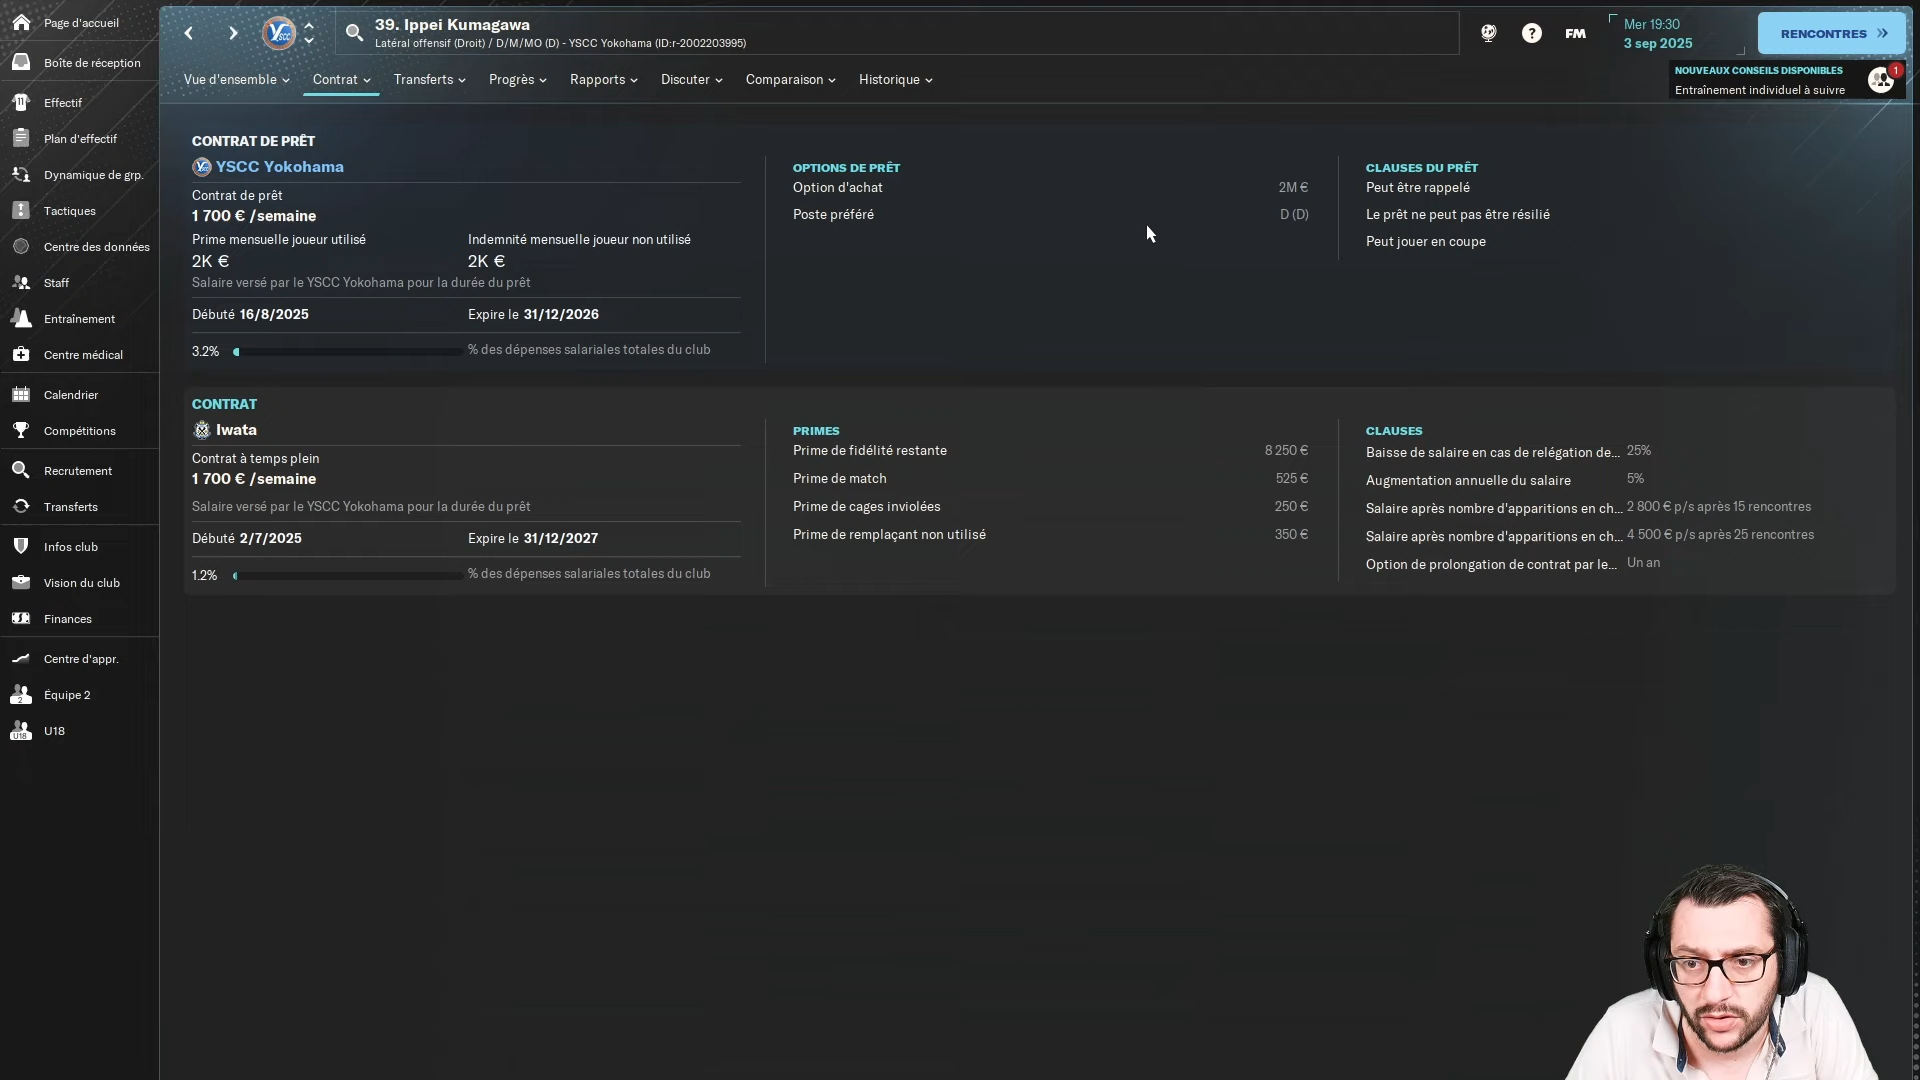 Page d'accueil
Boîte de réception
Effectif
Plan d'effectif
Dynamique de grp.
Tactiques
Centre des données
Staff
Entraînement
Centre médical
Calendrier
Compétitions
Recrutement
Transferts
Infos club
Vision du club
Finances
Centre d'appr.
Équipe 2
U18
39. Ippei Kumagawa
Latéral offensif (Droit) / D/M/MO (D) - YSCC Yokohama (ID:r-2002203995)
FM
Mer 19:30
3 sep 2025
RENCONTRES
Vue d'ensemble
Contrat
Transferts
Progrès
Rapports
Discuter
Comparaison
Historique
NOUVEAUX CONSEILS DISPONIBLES
Entraînement individuel à suivre
1
CONTRAT DE PRÊT
YSCC Yokohama
Contrat de prêt
1 700 € /semaine
Prime mensuelle joueur utilisé Indemnité mensuelle joueur non utilisé
2K € 2K €
Salaire versé par le YSCC Yokohama pour la durée du prêt
Débuté 16/8/2025 Expire le 31/12/2026
3.2% % des dépenses salariales totales du club
OPTIONS DE PRÊT
Option d'achat 2M €
Poste préféré D (D)
CLAUSES DU PRÊT
Peut être rappelé
Le prêt ne peut pas être résilié
Peut jouer en coupe
CONTRAT
Iwata
Contrat à temps plein
1 700 € /semaine
Salaire versé par le YSCC Yokohama pour la durée du prêt
Débuté 2/7/2025 Expire le 31/12/2027
1.2% % des dépenses salariales totales du club
PRIMES
Prime de fidélité restante 8 250 €
Prime de match 525 €
Prime de cages inviolées 250 €
Prime de remplaçant non utilisé 350 €
CLAUSES
Baisse de salaire en cas de relégation de... 25%
Augmentation annuelle du salaire 5%
Salaire après nombre d'apparitions en ch... 2 800 € p/s après 15 rencontres
Salaire après nombre d'apparitions en ch... 4 500 € p/s après 25 rencontres
Option de prolongation de contrat par le... Un an